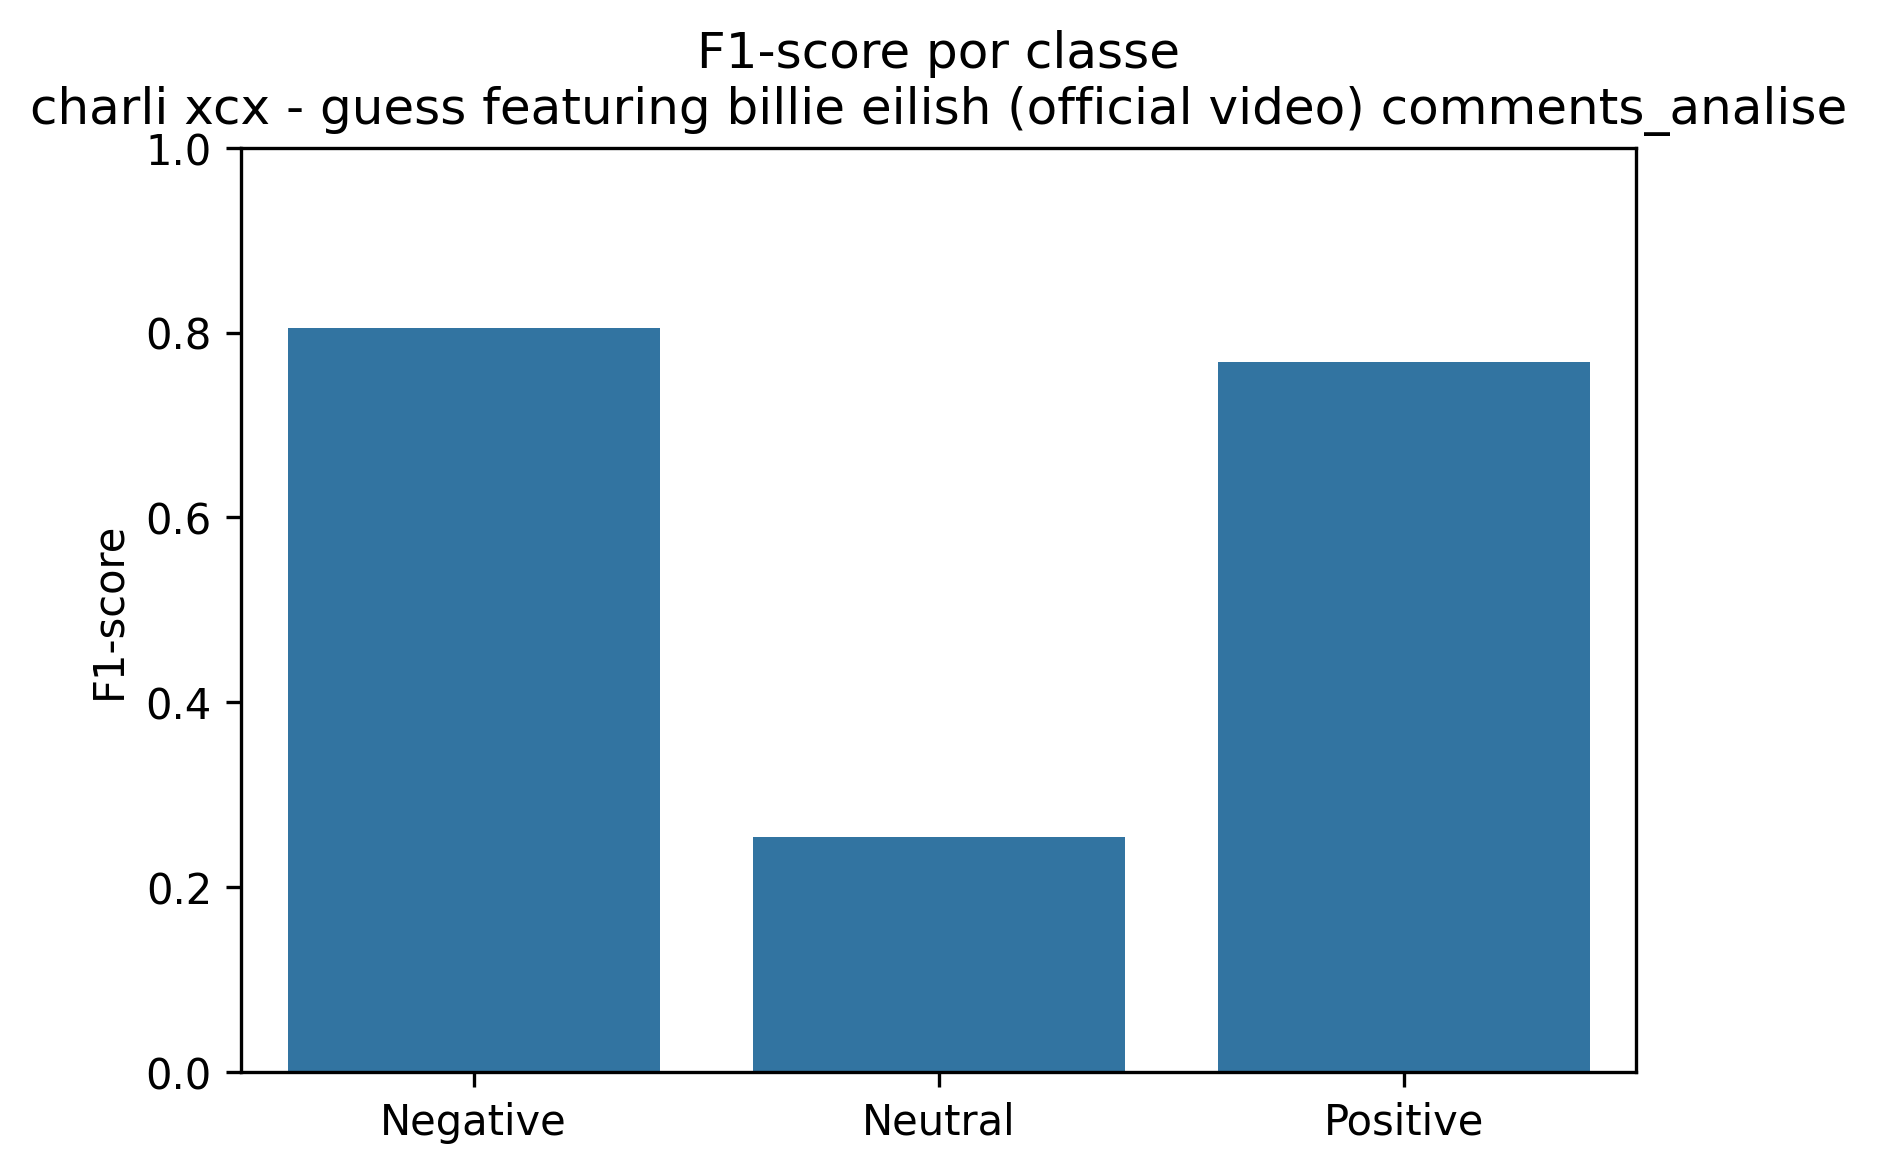 F1-score por classe
charli xcx - guess featuring billie eilish (official video) comments_analise
1.0
0.8
0.6
0.4
0.2
0.0
F1-score
Negative
Neutral
Positive